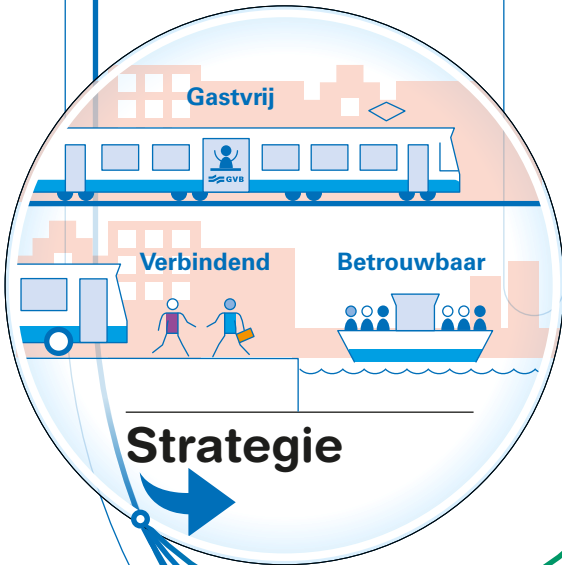 Gastvrij
GVB
Verbindend
Betrouwbaar
Strategie